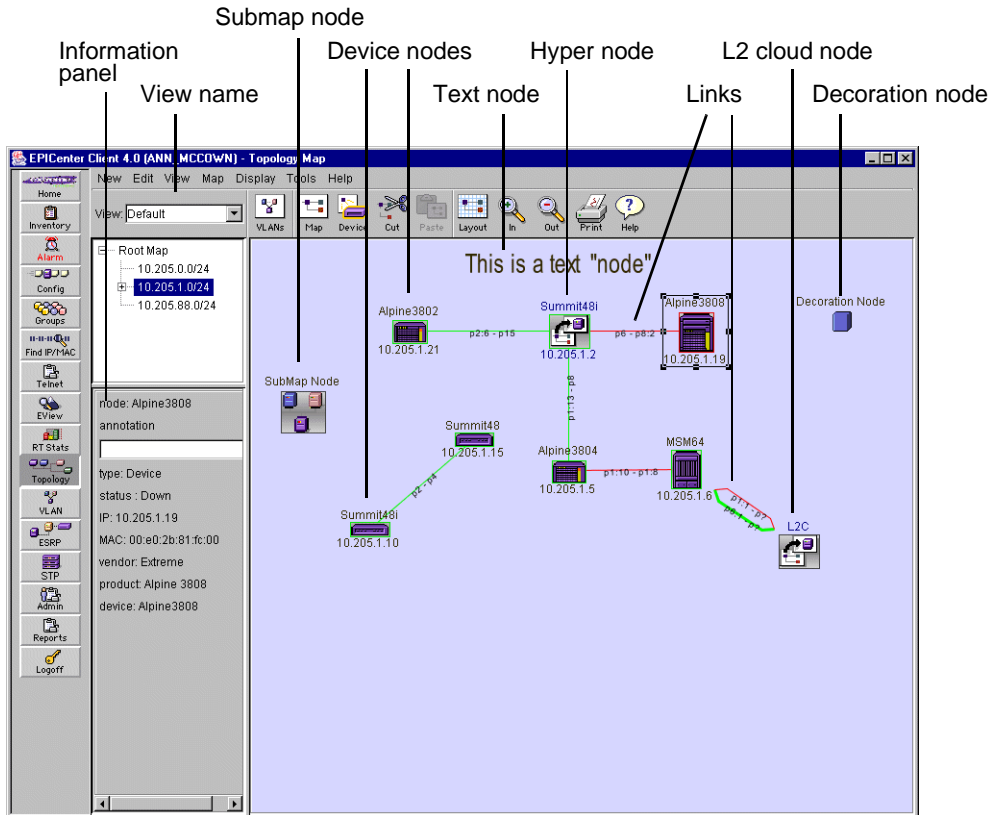 Submap node
Information panel
Device nodes
Hyper node
L2 cloud node
View name
Text node
Links
Decoration node
EPICenter Client 4.0 (ANN_MCCOWN) - Topology Map
New Edit View Map Display Tools Help
View: Default
VLANs
Map
Device
Cut
Paste
Layout
In
Out
Print
Help
Home
Inventory
Alarm
Config
Groups
Find IP/MAC
Telnet
EView
RT Stats
Topology
VLAN
ESRP
STP
Admin
Reports
Logoff
Root Map
10.205.0.0/24
10.205.1.0/24
10.205.88.0/24
node: Alpine3808
annotation
type: Device
status : Down
IP: 10.205.1.19
MAC: 00:e0:2b:81:fc:00
vendor: Extreme
product: Alpine 3808
device: Alpine3808
This is a text "node"
Alpine3802
10.205.1.21
p2:6 - p15
Summit48i
10.205.1.2
p6 - p8:2
Alpine3808
10.205.1.19
Decoration Node
SubMap Node
p1:13 - p8
Summit48
10.205.1.15
p2 - p4
Summit48i
10.205.1.10
Alpine3804
10.205.1.5
p1:10 - p1:8
MSM64
10.205.1.6
p1:1 - p?
p6:1 - p?
L2C